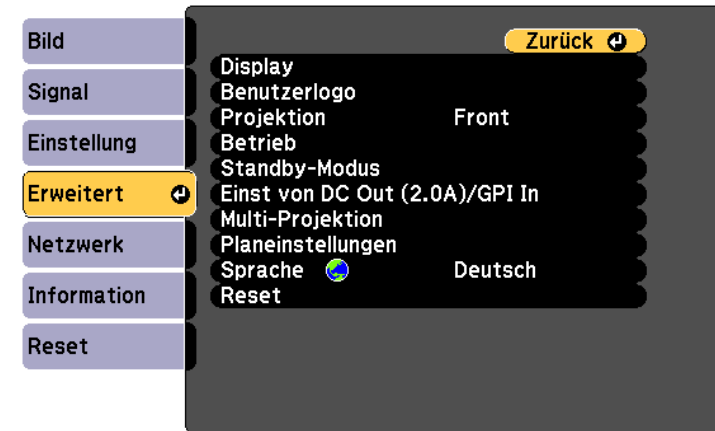 Bild
Signal
Einstellung
Erweitert
Netzwerk
Information
Reset
Zurück
Display
Benutzerlogo
Projektion Front
Betrieb
Standby-Modus
Einst von DC Out (2.0A)/GPI In
Multi-Projektion
Planeinstellungen
Sprache Deutsch
Reset